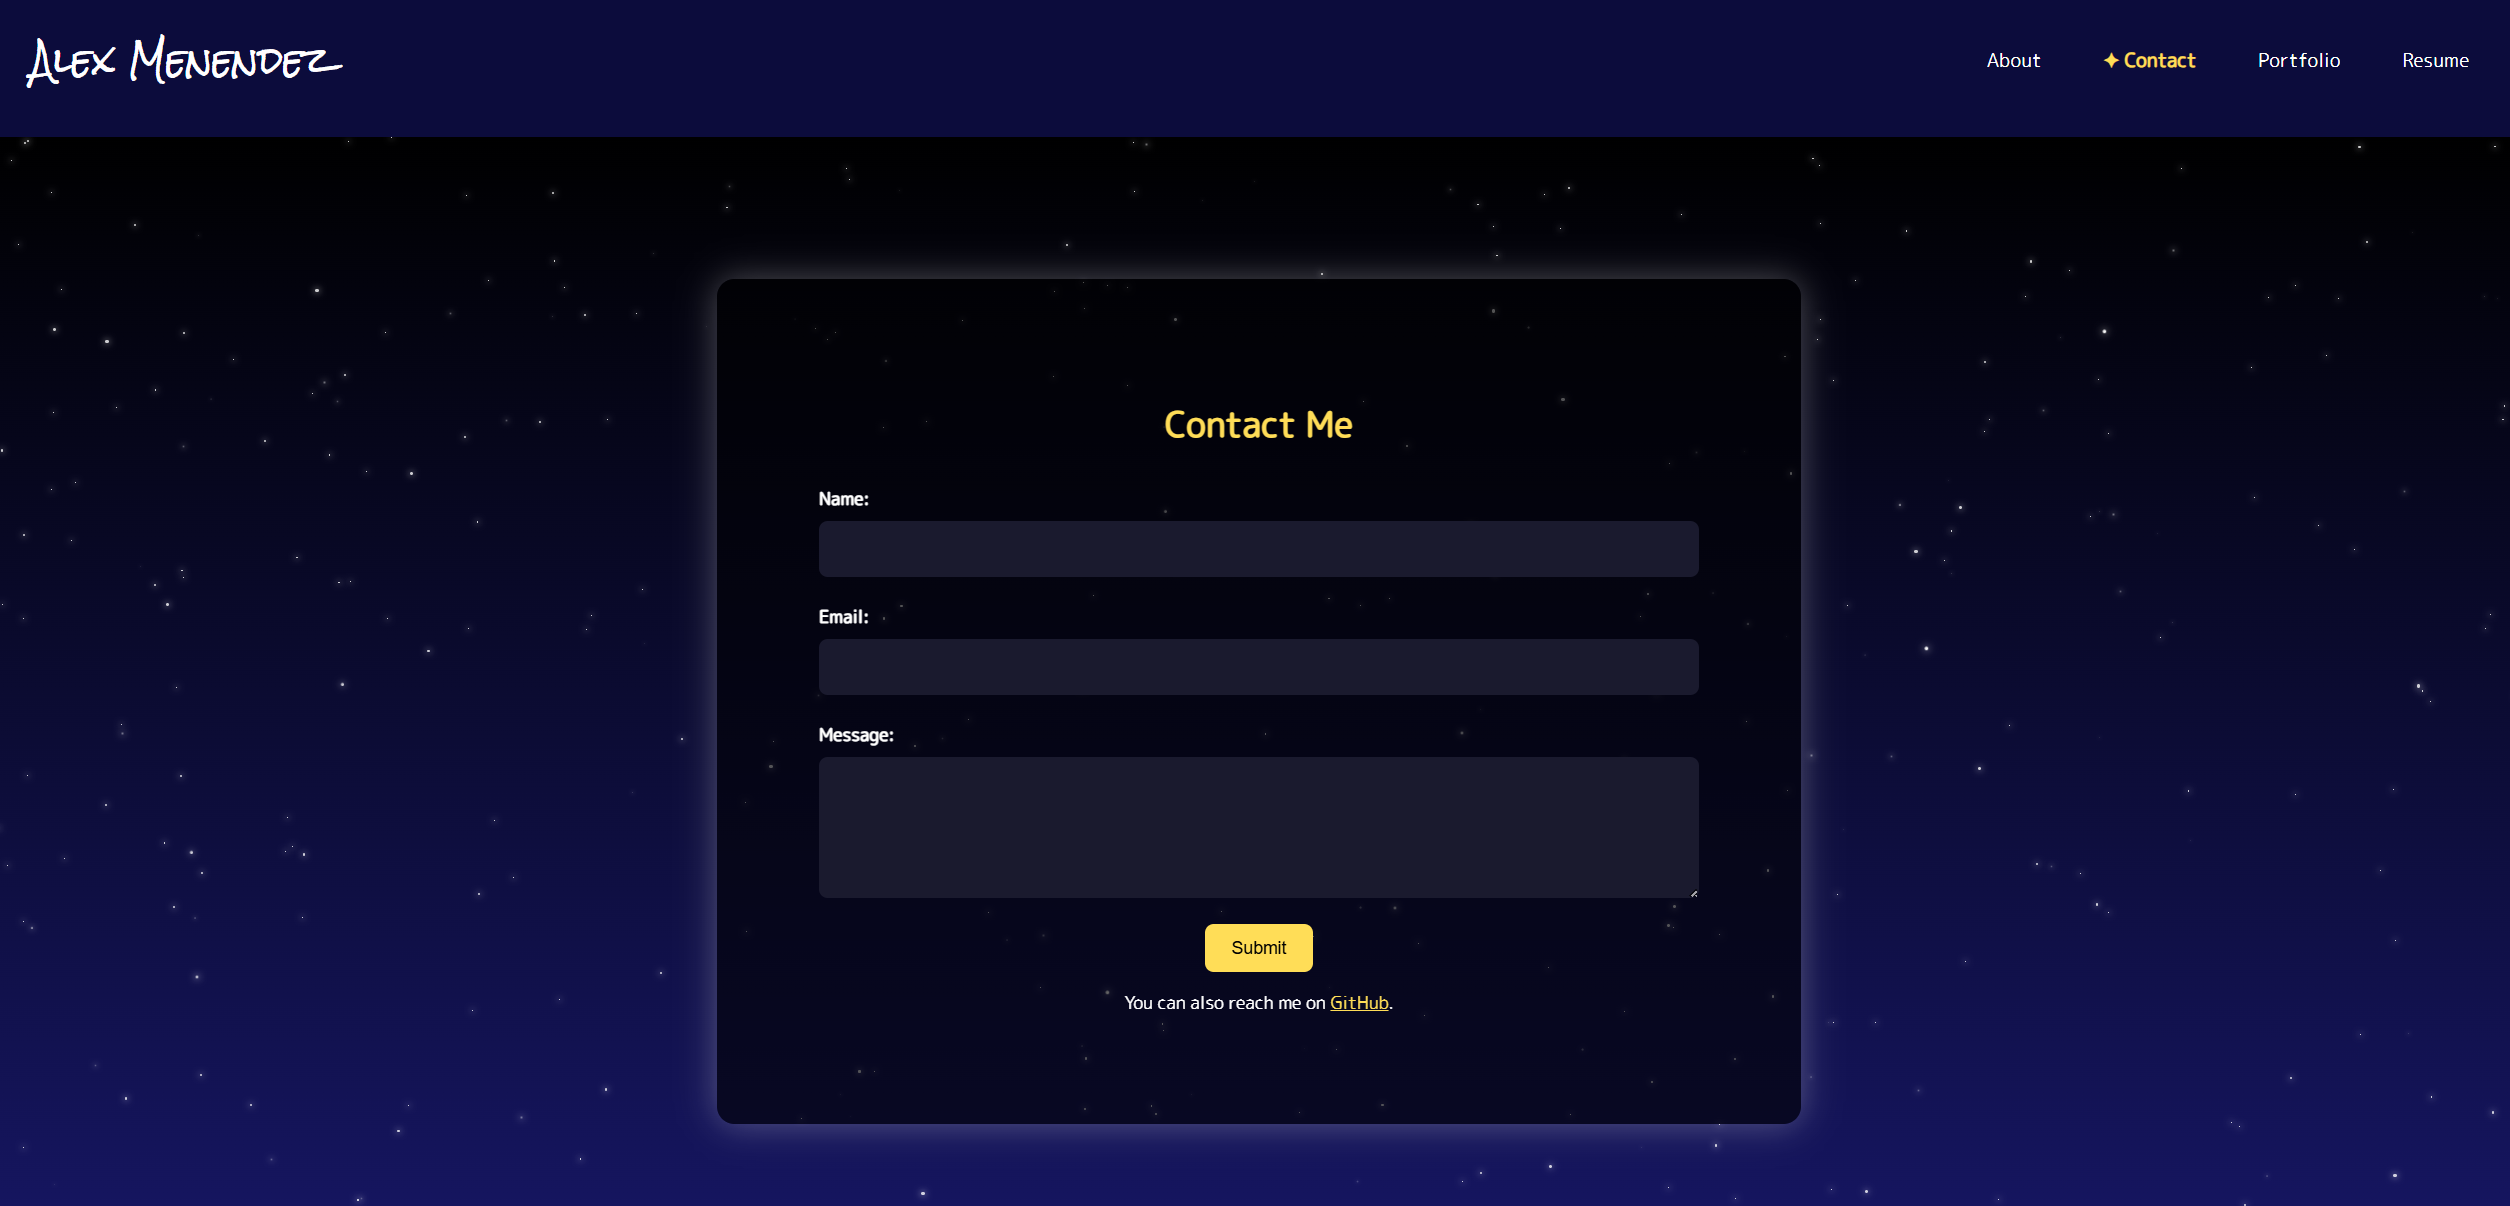 Alex Menendez
About ✦ Contact Portfolio Resume
Contact Me
Name:
Email:
Message:
Submit
You can also reach me on GitHub.